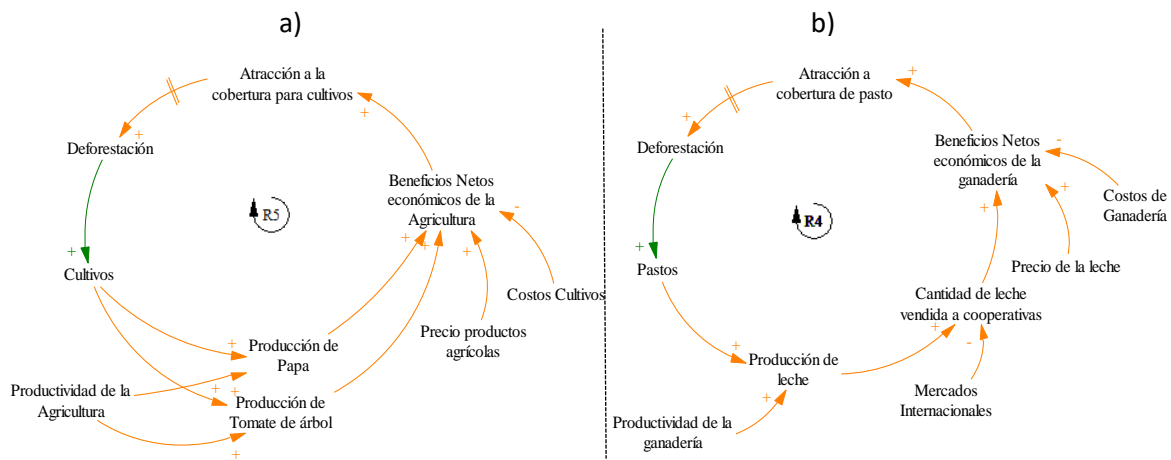 a)
Atracción a la
cobertura para cultivos
+
+
Deforestación
Beneficios Netos
económicos de la
Agricultura
-
R5
+
+
+
+
Cultivos
Costos Cultivos
Precio productos
agrícolas
+
Producción de
Papa
Productividad de la
Agricultura
+
+
Producción de
Tomate de árbol
+
b)
+
Atracción a
cobertura de pasto
+
Deforestación
-
Beneficios Netos
económicos de la
ganadería
+
Costos de
Ganadería
+
R4
+
Pastos
Precio de la leche
Cantidad de leche
vendida a cooperativas
+
-
+
Producción de
leche
Mercados
Internacionales
+
Productividad de la
ganadería